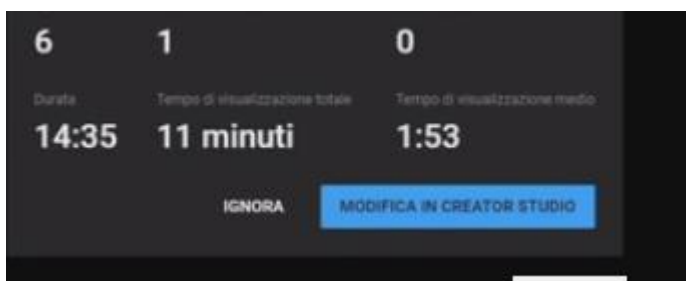 6 1 0
Durata Tempo di visualizzazione totale Tempo di visualizzazione medio
14:35 11 minuti 1:53
IGNORA MODIFICA IN CREATOR STUDIO